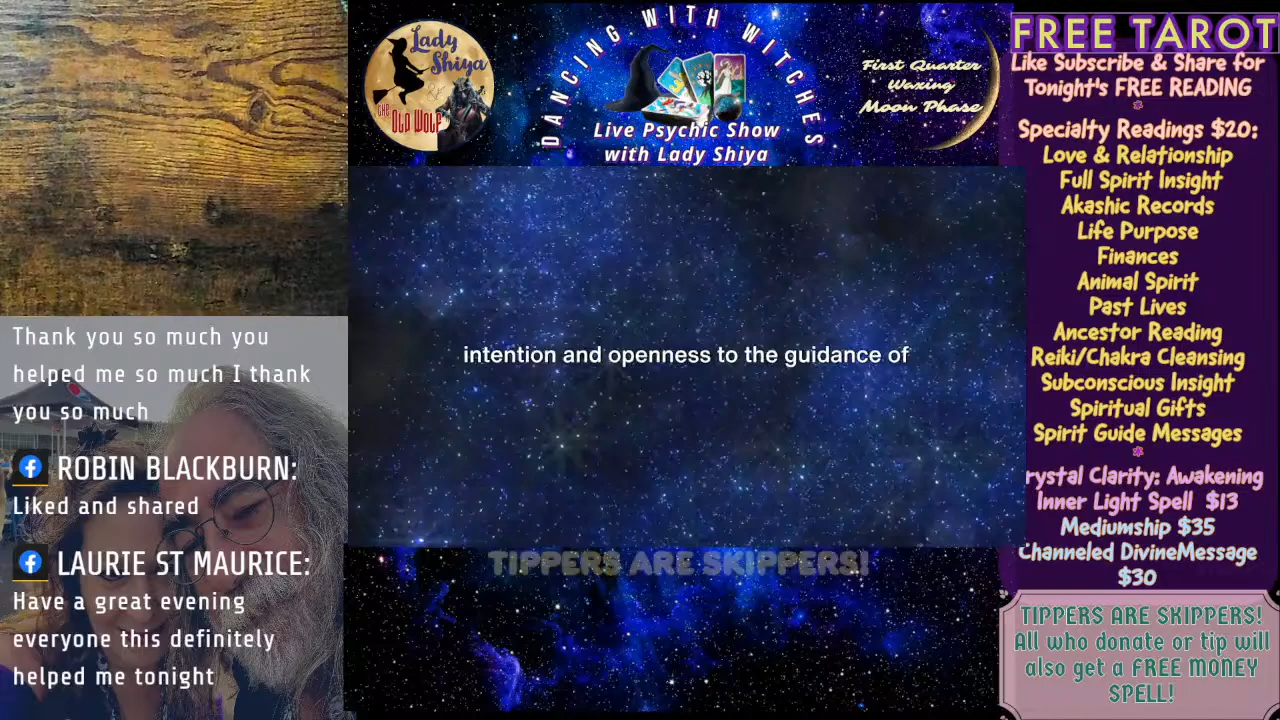 Lady
Shiya
THE OLD WOLF
DANCING WITH WITCHES
Live Psychic Show
with Lady Shiya
First Quarter
Waxing
Moon Phase
FREE TAROT
Like Subscribe & Share for
Tonight's FREE READING
Specialty Readings $20:
Love & Relationship
Full Spirit Insight
Akashic Records
Life Purpose
Finances
Animal Spirit
Past Lives
Ancestor Reading
Reiki/Chakra Cleansing
Subconscious Insight
Spiritual Gifts
Spirit Guide Messages
rystal Clarity: Awakening
Inner Light Spell $13
Mediumship $35
Channeled DivineMessage
$30
TIPPERS ARE SKIPPERS!
All who donate or tip will
also get a FREE MONEY
SPELL!
intention and openness to the guidance of
TIPPERS ARE SKIPPERS!
Thank you so much you
helped me so much I thank
you so much
ROBIN BLACKBURN:
Liked and shared
LAURIE ST MAURICE:
Have a great evening
everyone this definitely
helped me tonight